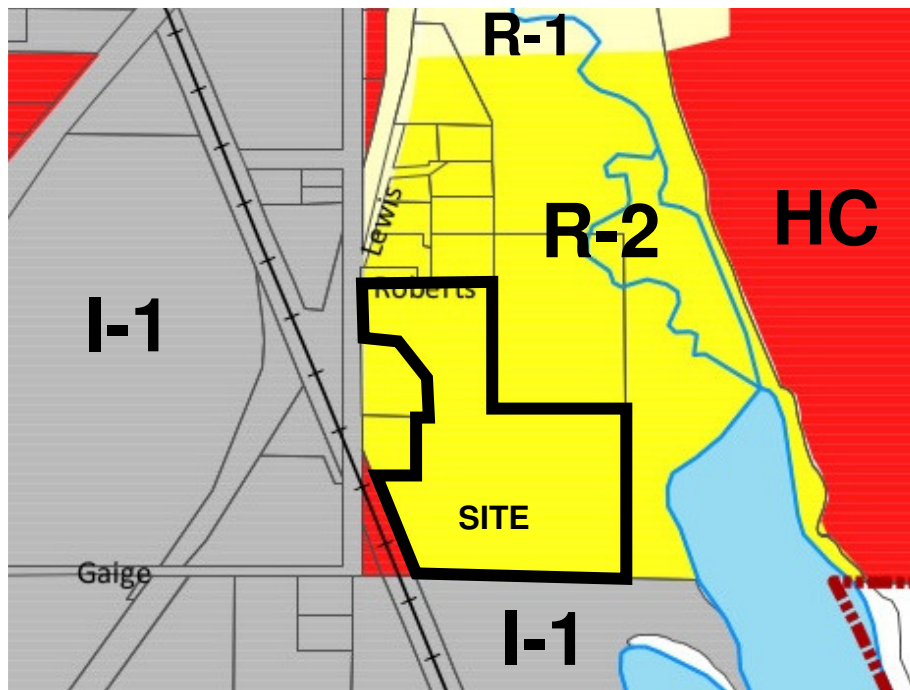 R-1
Lewis
R-2
HC
Roberts
I-1
SITE
Gaige
I-1